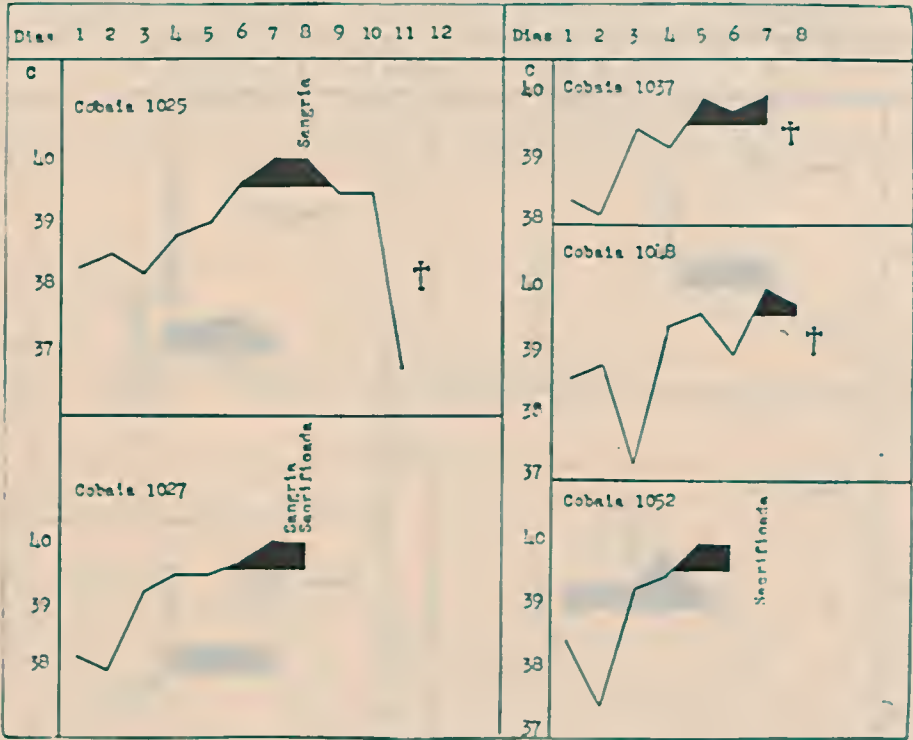 Dias 1 2 3 4 5 6 7 8 9 10 11 12
C
Cobaia 1025
Sangria
40
39
38
37
Cobaia 1027
Sangria
Sacrificada
40
39
38
Dias 1 2 3 4 5 6 7 8
C
Cobaia 1037
40
39
38
Cobaia 1048
40
39
38
37
Cobaia 1052
Sacrificada
40
39
38
37